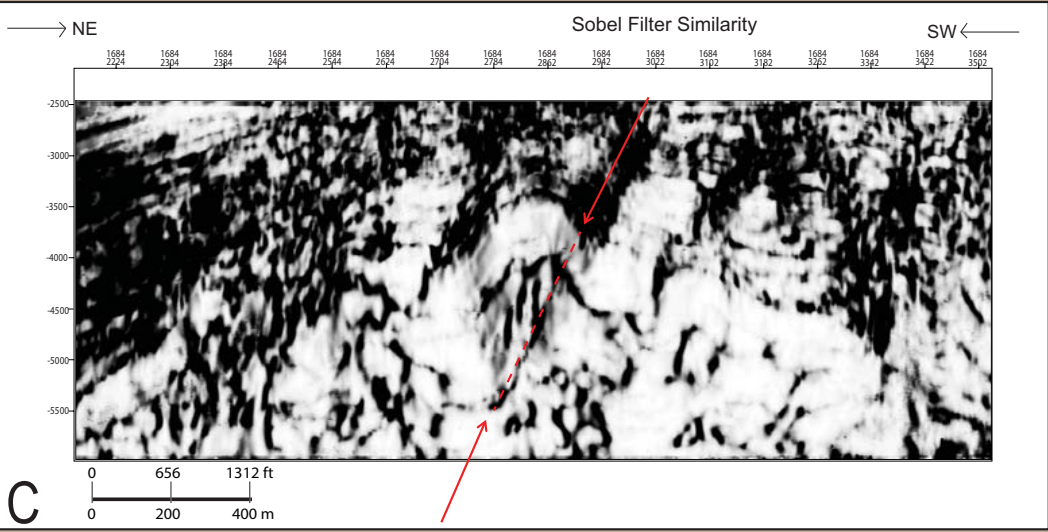 Sobel Filter Similarity
NE
SW
1684 1684 1684 1684 1684 1684 1684 1684 1684 1684 1684 1684 1684 1684 1684 1684 1684
2224 2304 2384 2464 2544 2624 2704 2784 2862 2942 3022 3102 3182 3262 3342 3422 3502
-2500
-3000
-3500
-4000
-4500
-5000
-5500
0 656 1312 ft
0 200 400 m
C